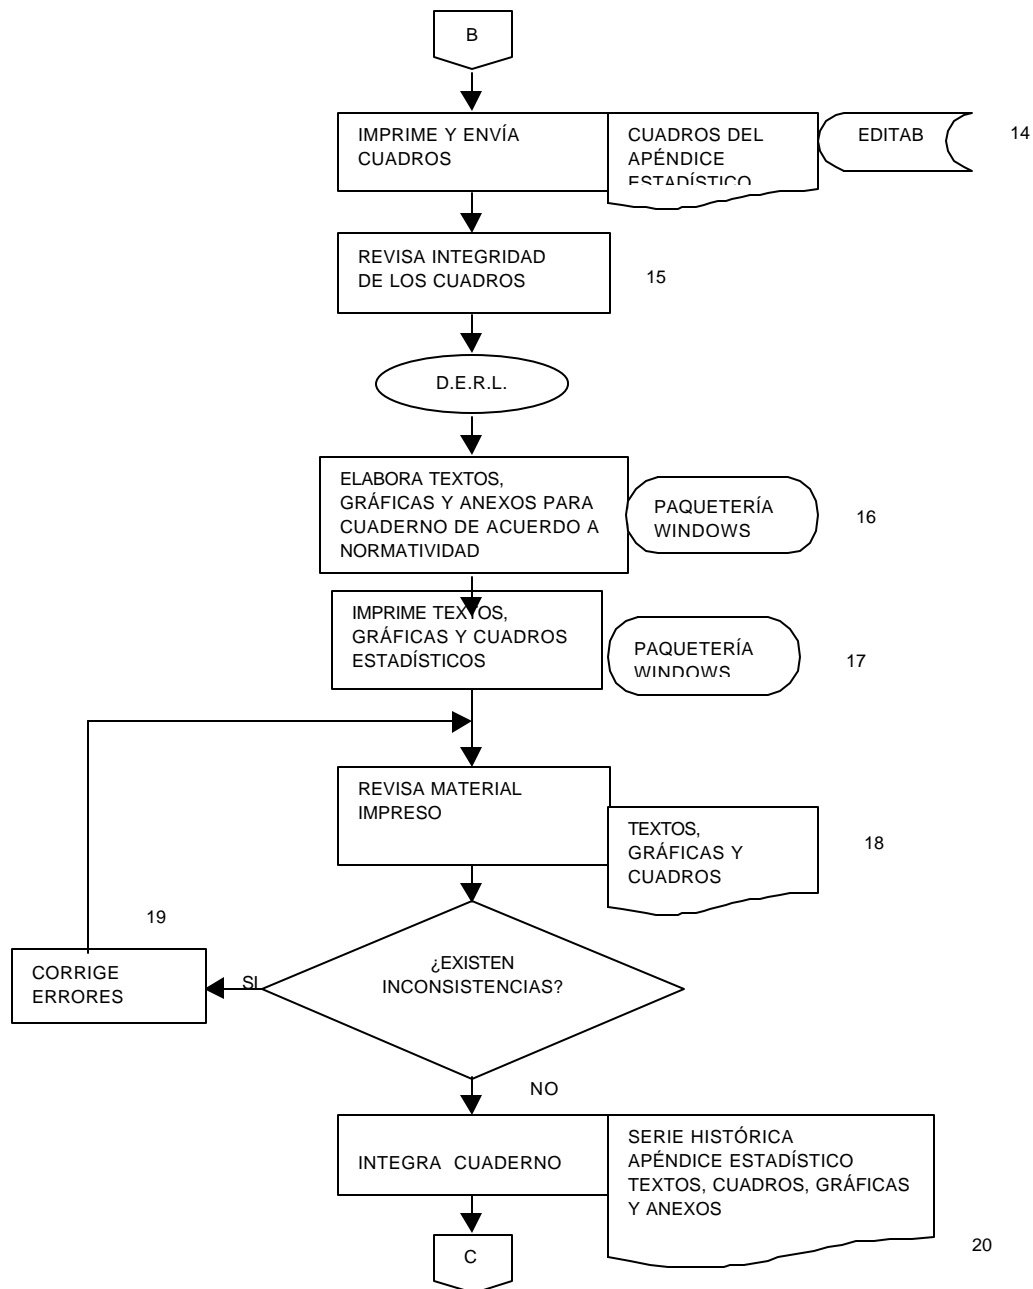 B
IMPRIME Y ENVÍA
CUADROS
CUADROS DEL
APÉNDICE
ESTADÍSTICO
EDITAB
14
REVISA INTEGRIDAD
DE LOS CUADROS
15
D.E.R.L.
ELABORA TEXTOS,
GRÁFICAS Y ANEXOS PARA
CUADERNO DE ACUERDO A
NORMATIVIDAD
PAQUETERÍA
WINDOWS
16
IMPRIME TEXTOS,
GRÁFICAS Y CUADROS
ESTADÍSTICOS
PAQUETERÍA
WINDOWS
17
REVISA MATERIAL
IMPRESO
TEXTOS,
GRÁFICAS Y
CUADROS
18
19
CORRIGE
ERRORES
SI
¿EXISTEN
INCONSISTENCIAS?
NO
INTEGRA CUADERNO
SERIE HISTÓRICA
APÉNDICE ESTADÍSTICO
TEXTOS, CUADROS, GRÁFICAS
Y ANEXOS
20
C